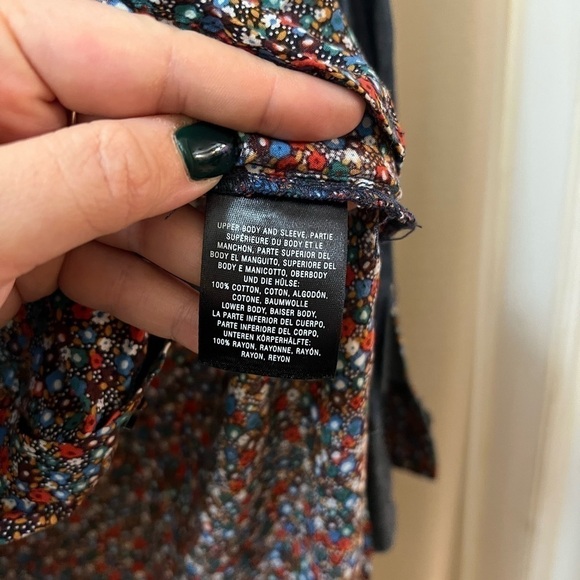 UPPER BODY AND SLEEVE, PARTIE
SUPÉRIEURE DU BODY ET LE
MANCHON, PARTE SUPERIOR DEL
BODY EL MANGUITO, SUPERIORE DEL
BODY E MANICOTTO, OBERBODY
UND DIE HÜLSE:
100% COTTON, COTON, ALGODÓN,
COTONE, BAUMWOLLE
LOWER BODY, BAISER BODY,
LA PARTE INFERIOR DEL CUERPO,
PARTE INFERIORE DEL CORPO,
UNTEREN KÖRPERHÄLFTE:
100% RAYON, RAYONNE, RAYÓN,
RAYON, REYON